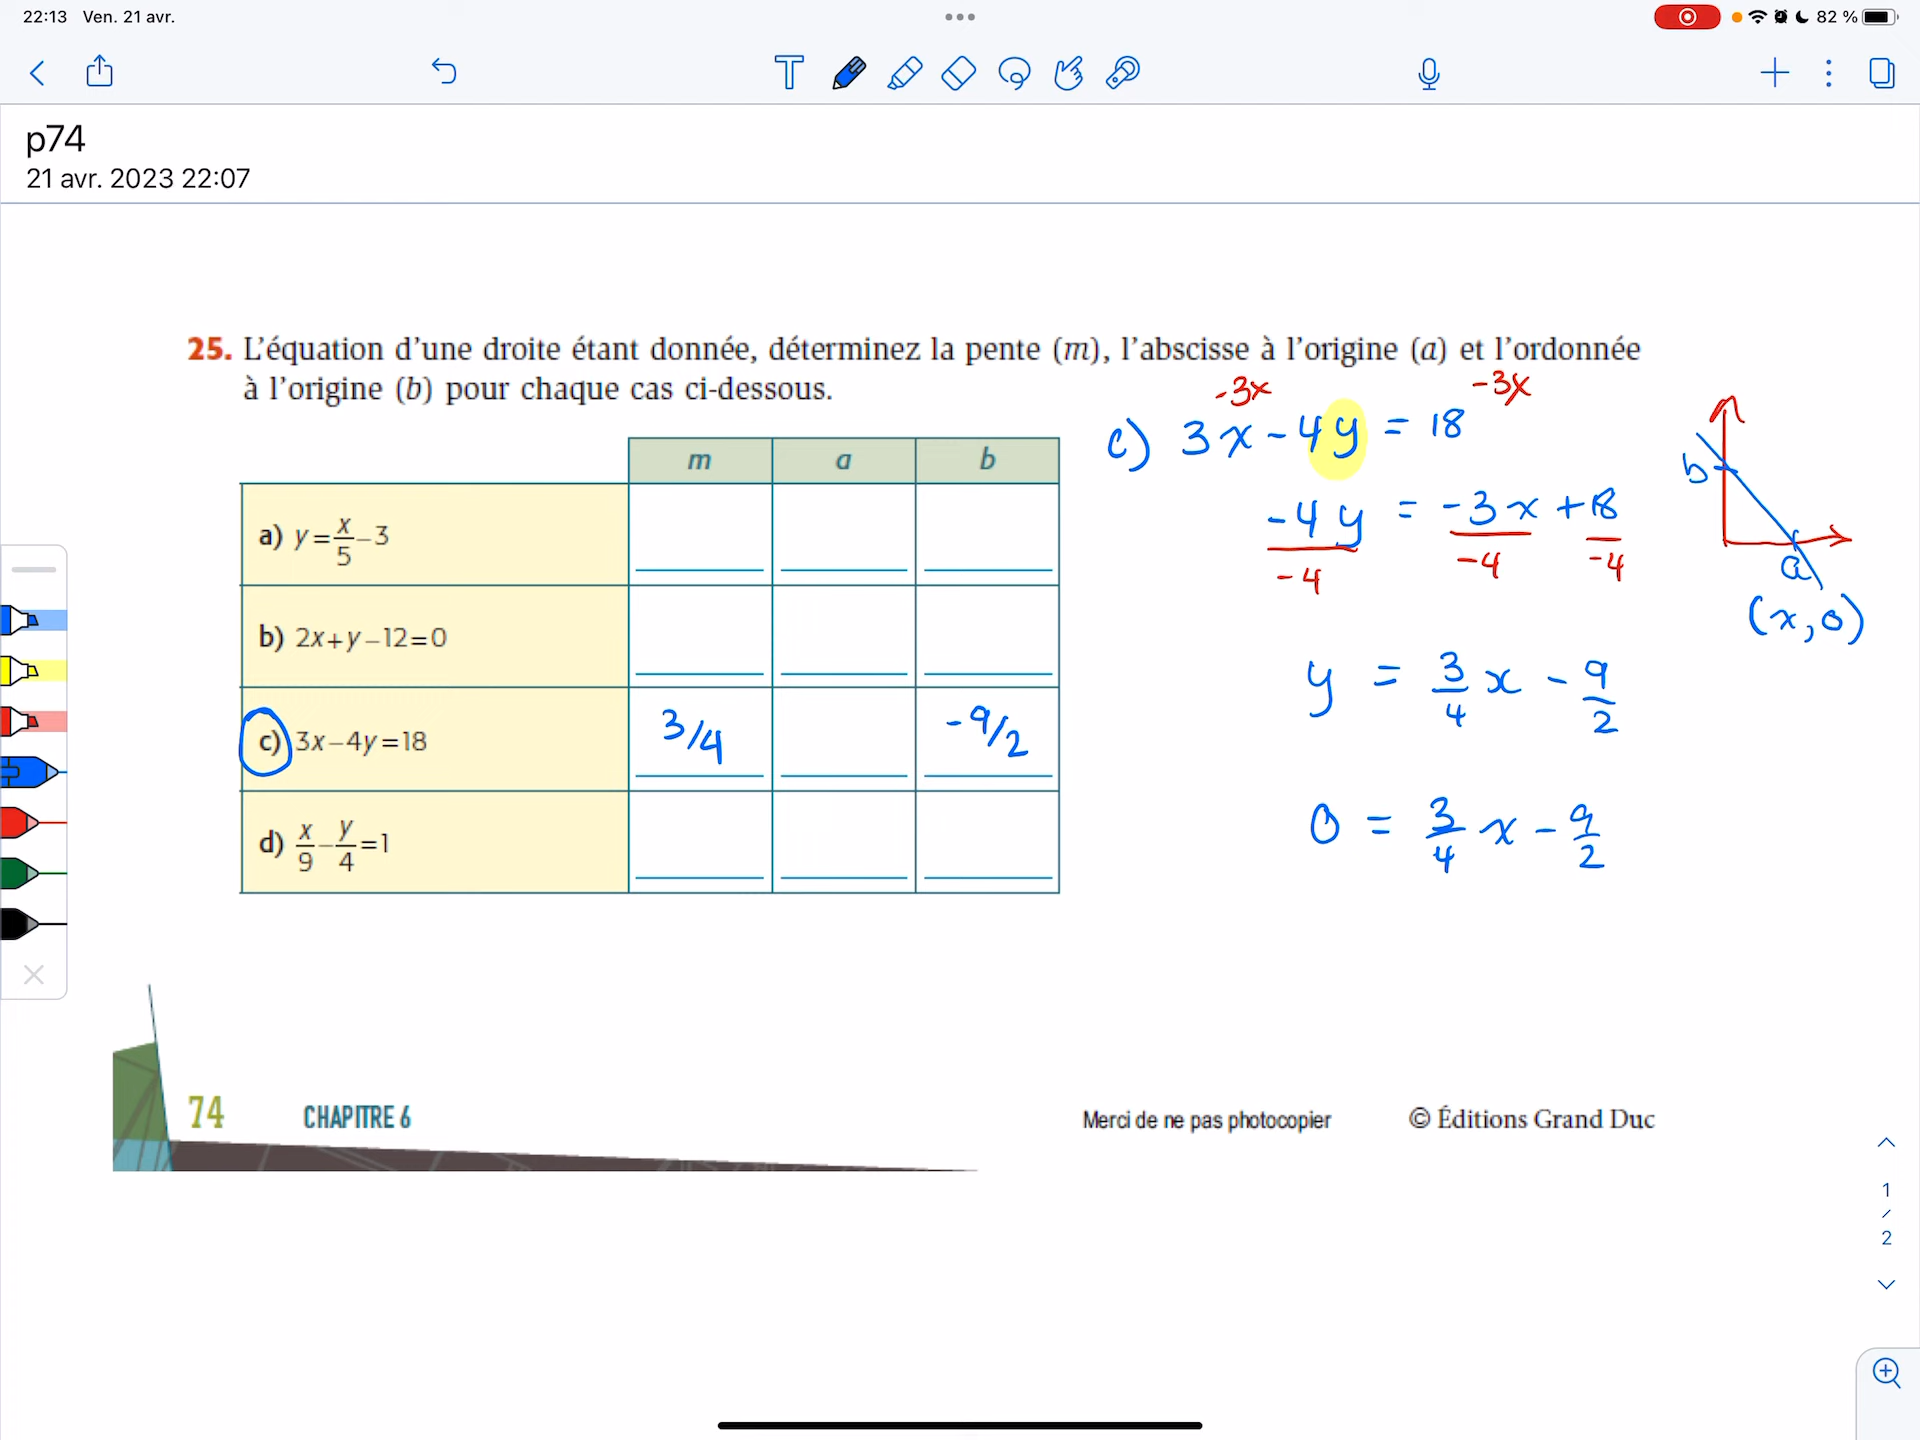 22:13 Ven. 21 avr.
82 %
p74
21 avr. 2023 22:07
25. L'équation d'une droite étant donnée, déterminez la pente (m), l'abscisse à l'origine (a) et l'ordonnée
à l'origine (b) pour chaque cas ci-dessous.
m a b
a) y=x/5−3
b) 2x+y−12=0
c) 3x−4y=18 3/4 -9/2
d) x/9−y/4=1
-3x -3x
c) 3x-4y = 18
-4y = -3x +18
-4 -4 -4
y = 3/4 x - 9/2
0 = 3/4 x - 9/2
b
a
(x,0)
74 CHAPITRE 6
Merci de ne pas photocopier © Éditions Grand Duc
1
/
2